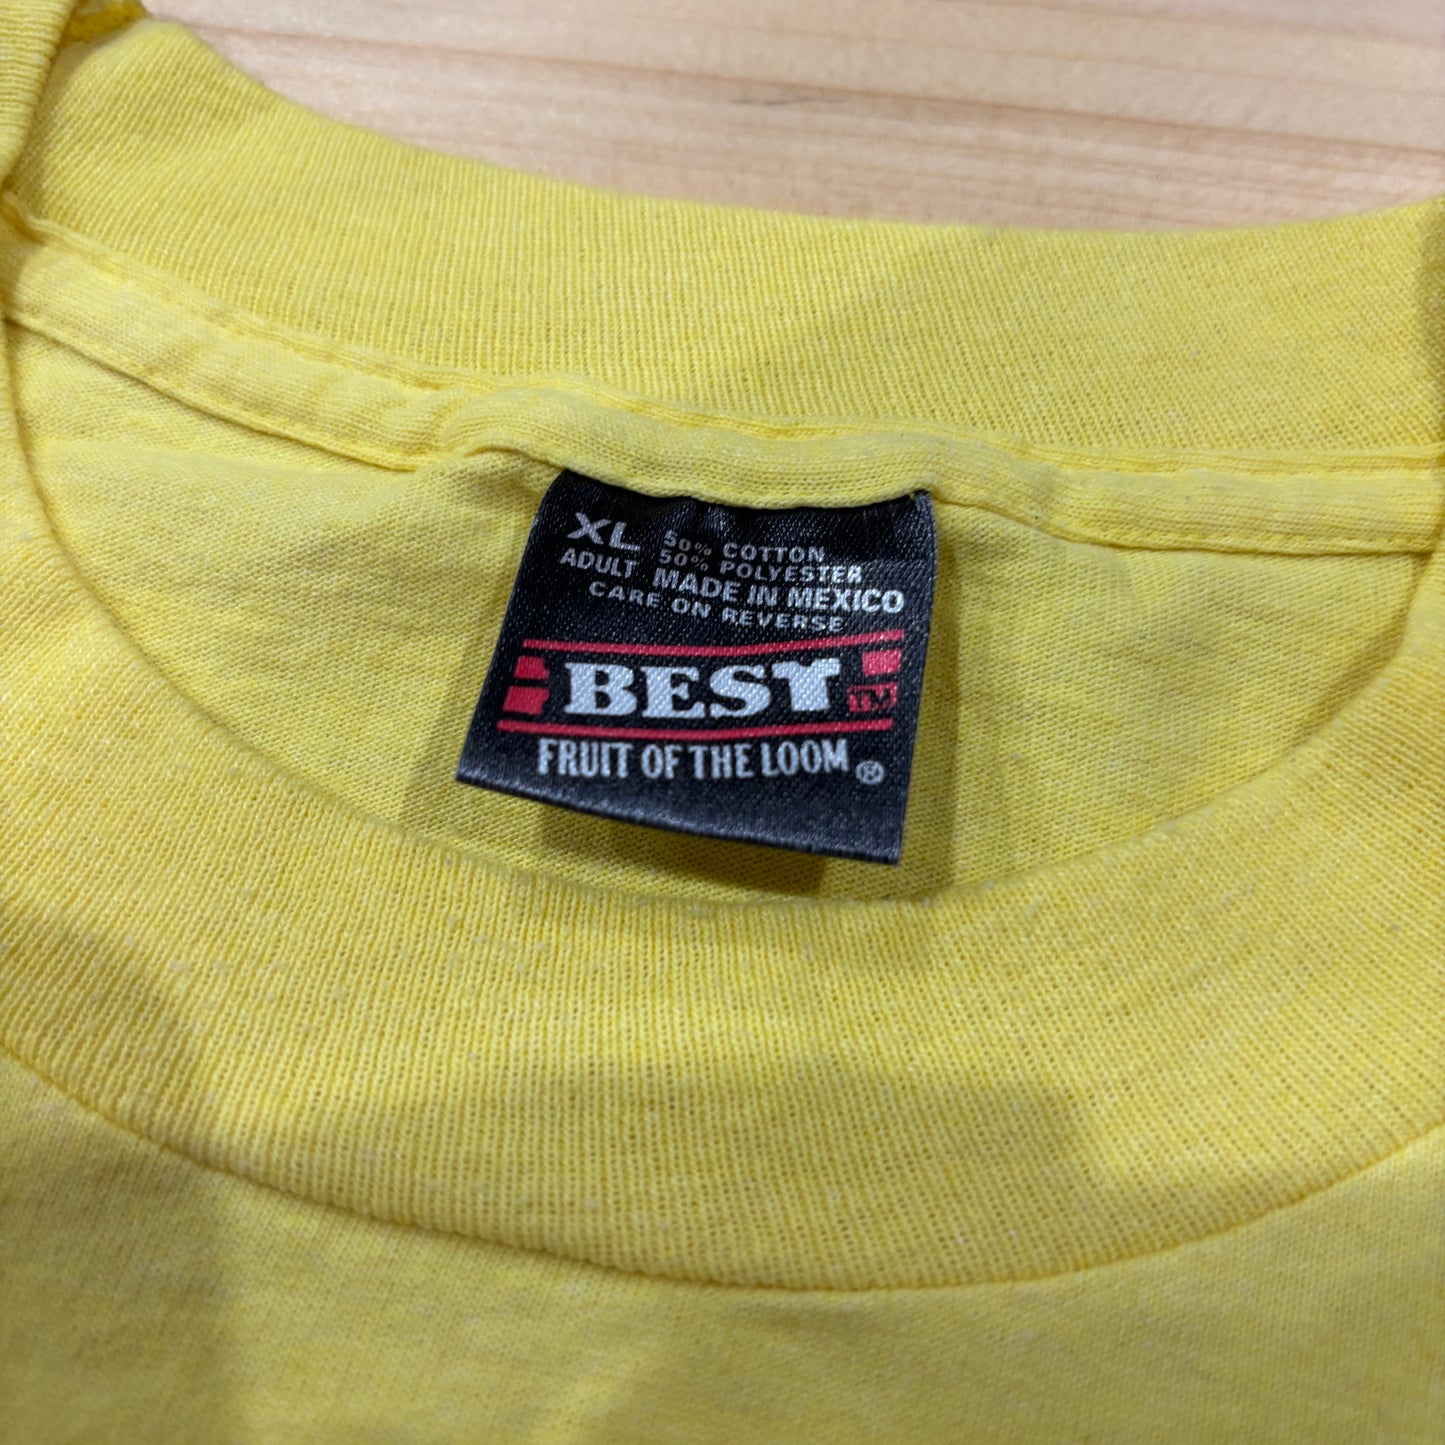 XL 50% COTTON
ADULT 50% POLYESTER
MADE IN MEXICO
CARE ON REVERSE
BEST TM
FRUIT OF THE LOOM ®